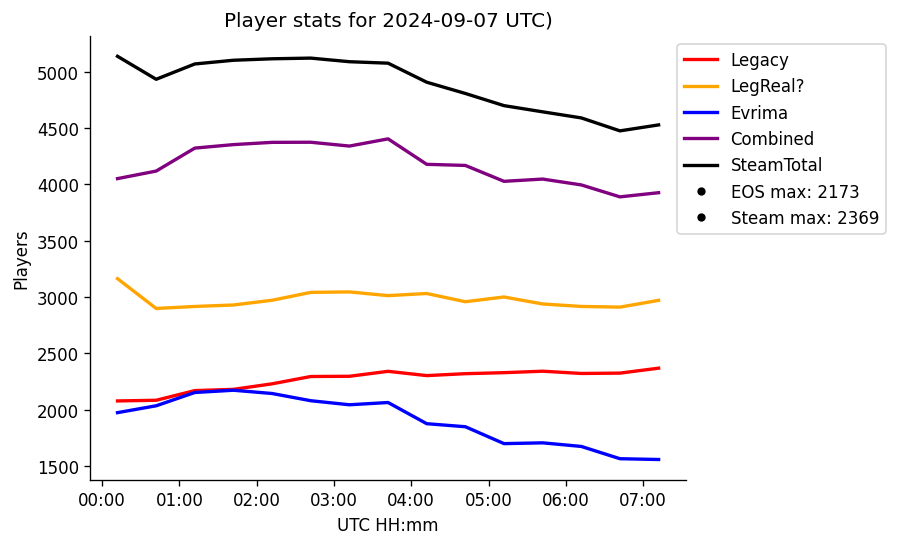 Player stats for 2024-09-07 UTC)
Legacy
LegReal?
Evrima
Combined
SteamTotal
EOS max: 2173
Steam max: 2369
Players
5000
4500
4000
3500
3000
2500
2000
1500
00:00 01:00 02:00 03:00 04:00 05:00 06:00 07:00
UTC HH:mm